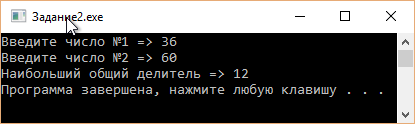 Задание2.exe
Введите число №1 => 36
Введите число №2 => 60
Наибольший общий делитель => 12
Программа завершена, нажмите любую клавишу . . .